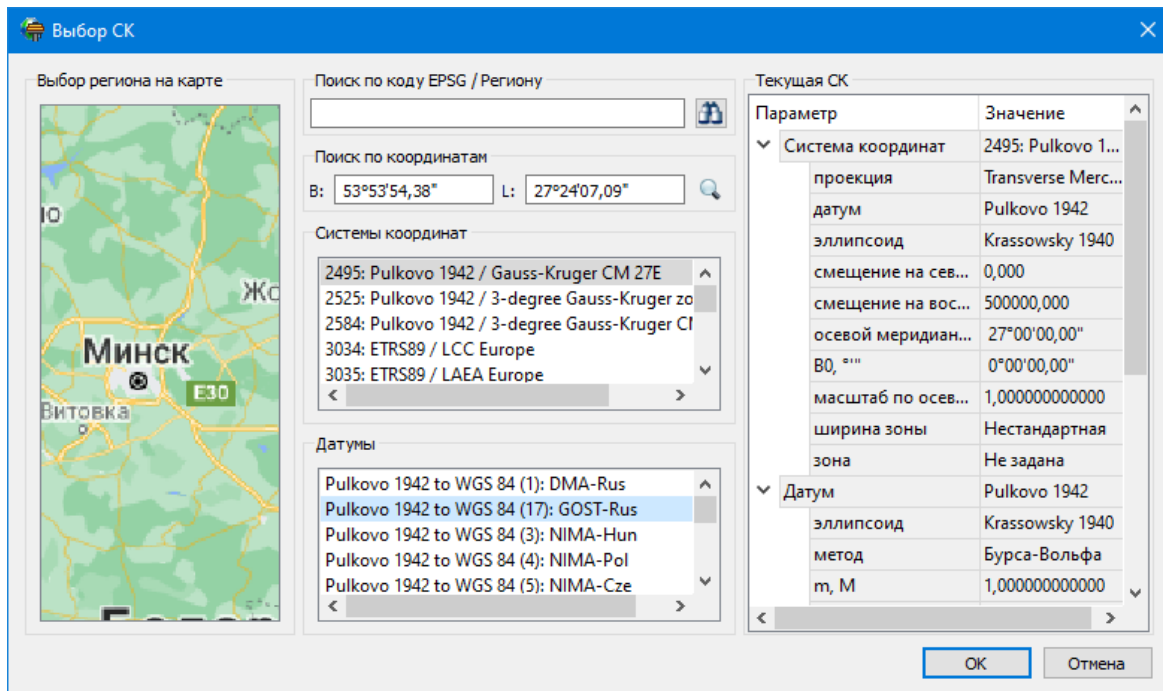 Выбор СК
Выбор региона на карте
Минск
E30
Витовка
Поиск по коду EPSG / Региону
Поиск по координатам
B: 53°53'54,38" L: 27°24'07,09"
Системы координат
2495: Pulkovo 1942 / Gauss-Kruger CM 27E
2525: Pulkovo 1942 / 3-degree Gauss-Kruger zo
2584: Pulkovo 1942 / 3-degree Gauss-Kruger
3034: ETRS89 / LCC Europe
3035: ETRS89 / LAEA Europe
Датумы
Pulkovo 1942 to WGS 84 (1): DMA-Rus
Pulkovo 1942 to WGS 84 (17): GOST-Rus
Pulkovo 1942 to WGS 84 (3): NIMA-Hun
Pulkovo 1942 to WGS 84 (4): NIMA-Pol
Pulkovo 1942 to WGS 84 (5): NIMA-Cze
Текущая СК
Параметр Значение
Система координат 2495: Pulkovo 1...
проекция Transverse Merc...
датум Pulkovo 1942
эллипсоид Krassowsky 1940
смещение на сев... 0,000
смещение на вос... 500000,000
осевой меридиан... 27°00'00,00"
B0, °'" 0°00'00,00"
масштаб по осев... 1,000000000000
ширина зоны Нестандартная
зона Не задана
Датум Pulkovo 1942
эллипсоид Krassowsky 1940
метод Бурса-Вольфа
m, M 1,000000000000
OK Отмена